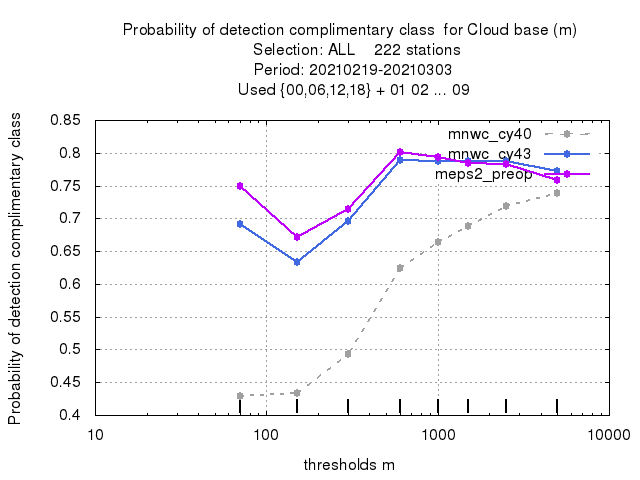 Probability of detection complimentary class  for Cloud base (m)
Selection: ALL    222 stations
Period: 20210219-20210303
Used {00,06,12,18} + 01 02 ... 09
Probability of detection complimentary class
0.85
0.8
0.75
0.7
0.65
0.6
0.55
0.5
0.45
0.4
mnwc_cy40
mnwc_cy43
meps2_preop
10
100
1000
10000
thresholds m